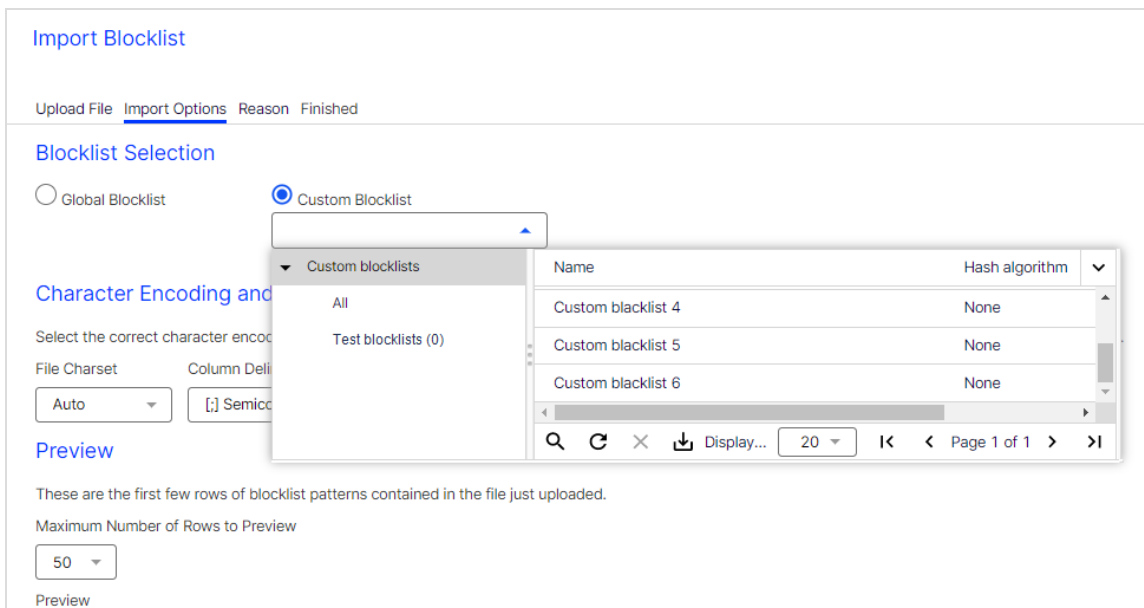 Import Blocklist
Upload File Import Options Reason Finished
Blocklist Selection
Global Blocklist Custom Blocklist
Custom blocklists
All
Test blocklists (0)
Name Hash algorithm
Custom blacklist 4 None
Custom blacklist 5 None
Custom blacklist 6 None
Display... 20 Page 1 of 1
Character Encoding and
Select the correct character enco
File Charset Column Deli
Auto [;] Semico
Preview
These are the first few rows of blocklist patterns contained in the file just uploaded.
Maximum Number of Rows to Preview
50
Preview